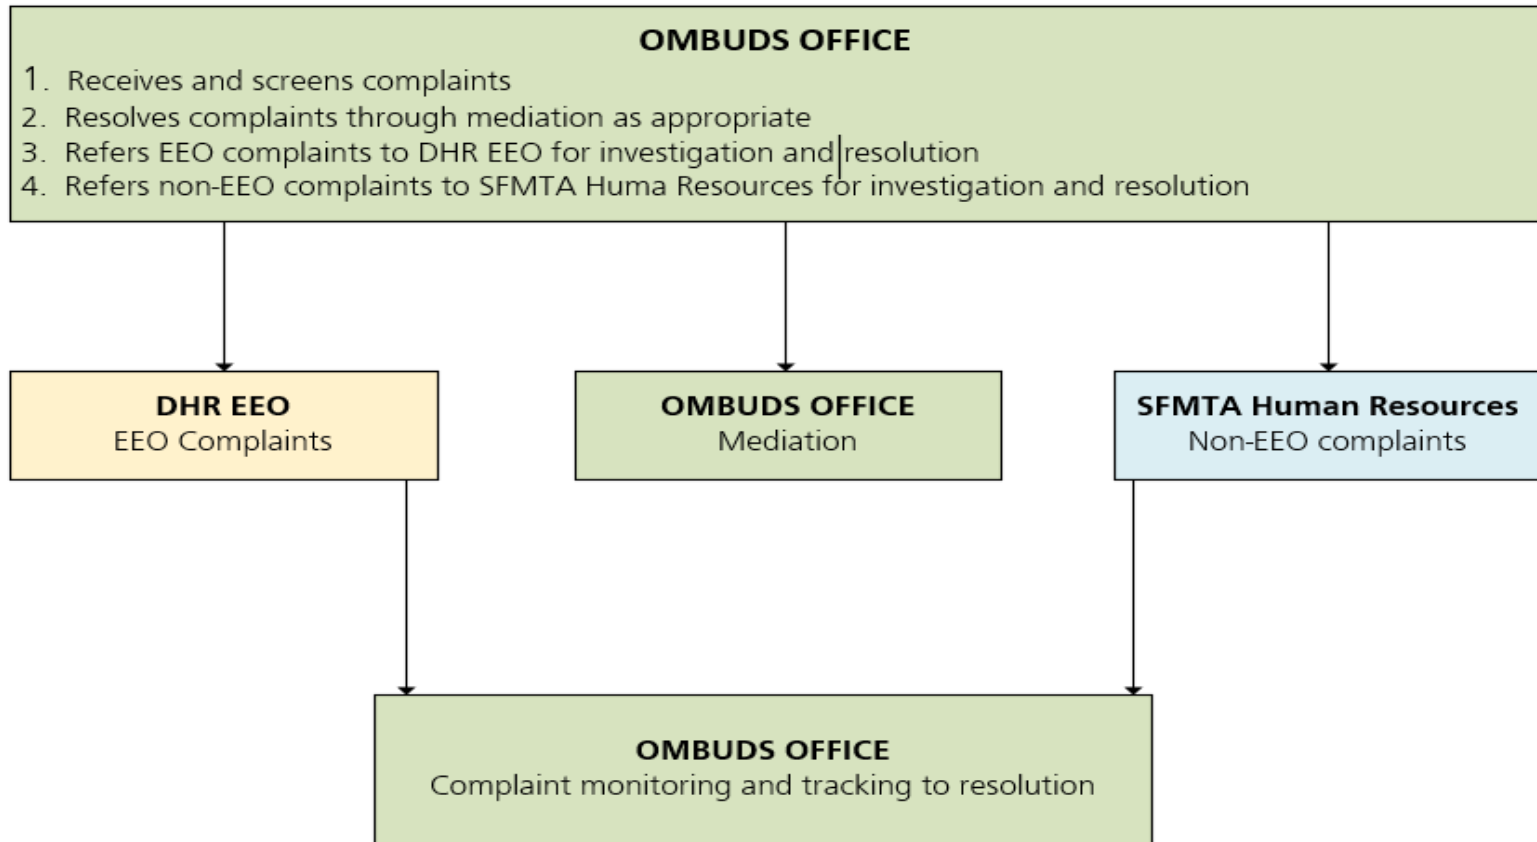 OMBUDS OFFICE
1. Receives and screens complaints
2. Resolves complaints through mediation as appropriate
3. Refers EEO complaints to DHR EEO for investigation and resolution
4. Refers non-EEO complaints to SFMTA Huma Resources for investigation and resolution
DHR EEO
EEO Complaints
OMBUDS OFFICE
Mediation
SFMTA Human Resources
Non-EEO complaints
OMBUDS OFFICE
Complaint monitoring and tracking to resolution